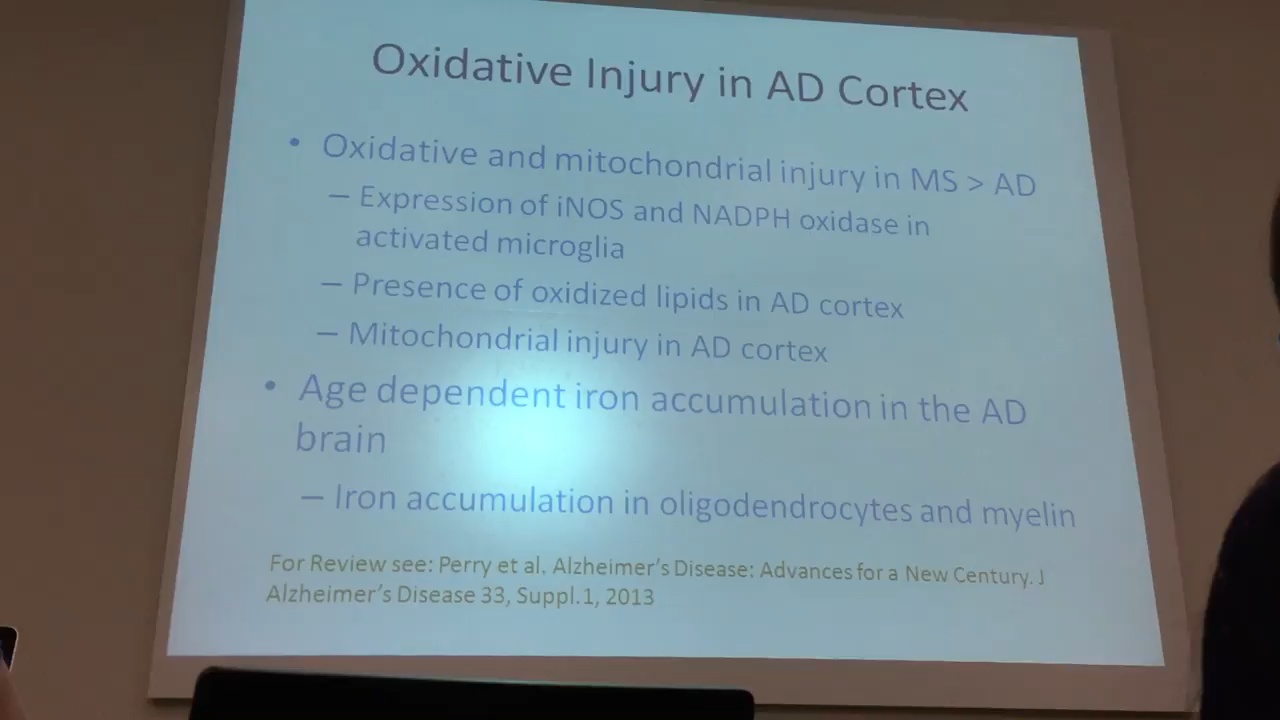 Oxidative Injury in AD Cortex
• Oxidative and mitochondrial injury in MS > AD
– Expression of iNOS and NADPH oxidase in
activated microglia
– Presence of oxidized lipids in AD cortex
– Mitochondrial injury in AD cortex
• Age dependent iron accumulation in the AD
brain
– Iron accumulation in oligodendrocytes and myelin
For Review see: Perry et al. Alzheimer's Disease: Advances for a New Century. J
Alzheimer's Disease 33, Suppl.1, 2013